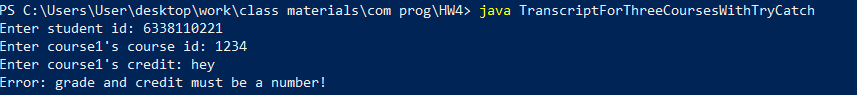 PS C:\Users\User\desktop\work\class materials\com prog\HW4> java TranscriptForThreeCoursesWithTryCatch
Enter student id: 6338110221
Enter course1's course id: 1234
Enter course1's credit: hey
Error: grade and credit must be a number!